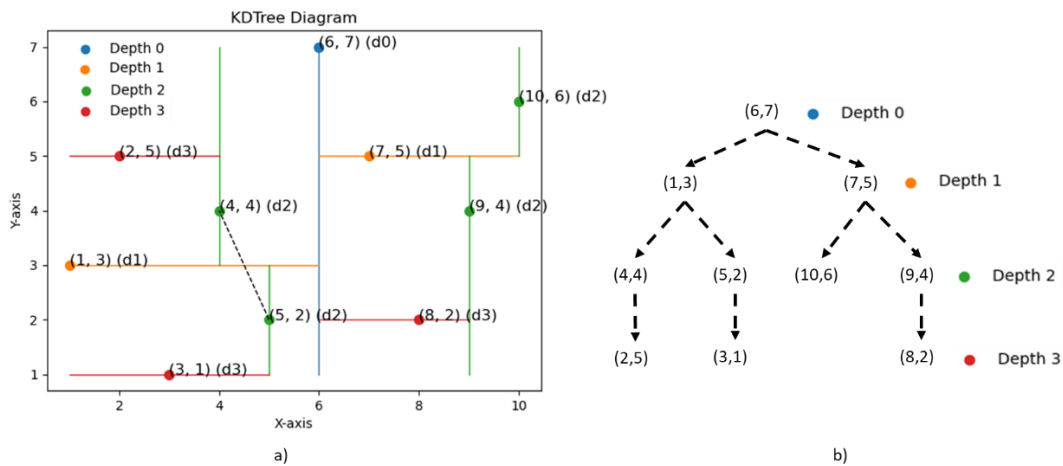 KDTree Diagram
Depth 0
Depth 1
Depth 2
Depth 3
(6, 7) (d0)
(10, 6) (d2)
(2, 5) (d3)
(7, 5) (d1)
(4, 4) (d2)
(9, 4) (d2)
(1, 3) (d1)
(5, 2) (d2)
(8, 2) (d3)
(3, 1) (d3)
7
6
5
4
3
2
1
Y-axis
2
4
6
8
10
X-axis
a)
(6,7)
Depth 0
(1,3)
(7,5)
Depth 1
(4,4)
(5,2)
(10,6)
(9,4)
Depth 2
(2,5)
(3,1)
(8,2)
Depth 3
b)